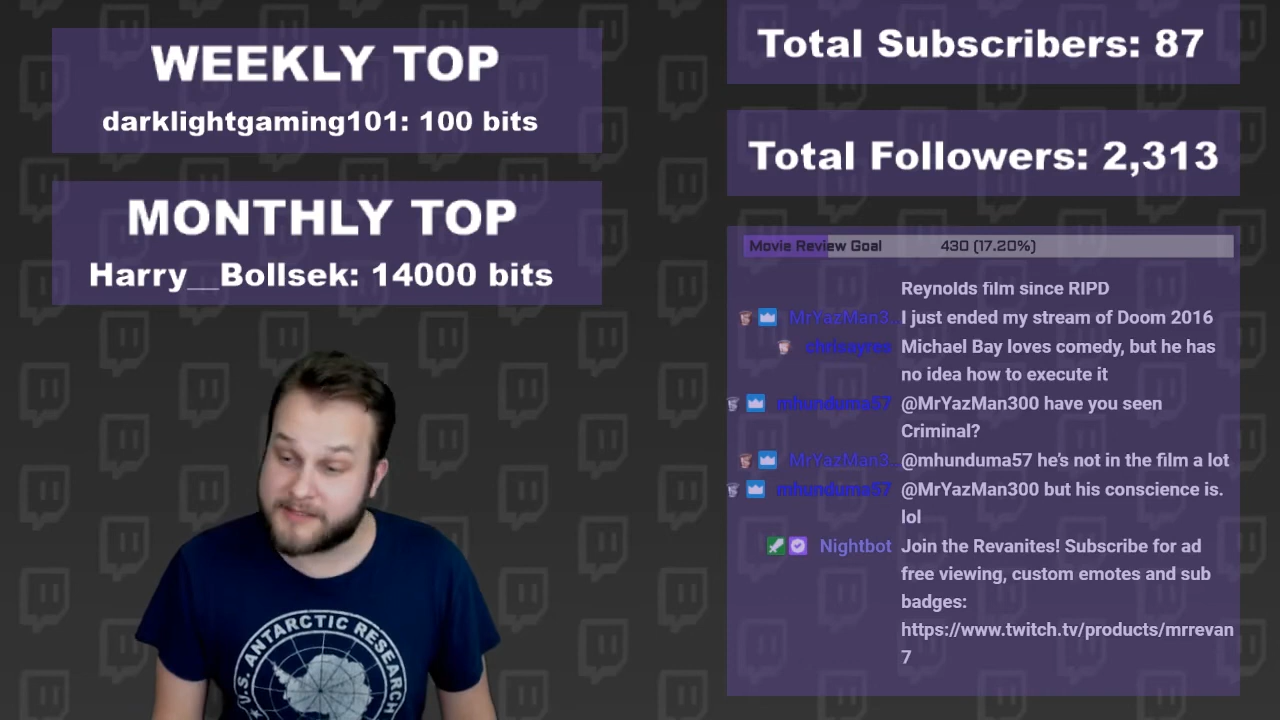 WEEKLY TOP
darklightgaming101: 100 bits
MONTHLY TOP
Harry__Bollsek: 14000 bits
U.S. ANTARCTIC RESEARCH
Total Subscribers: 87
Total Followers: 2,313
Movie Review Goal 430 (17.20%)
Reynolds film since RIPD
MrYazMan3.. I just ended my stream of Doom 2016
Michael Bay loves comedy, but he has
no idea how to execute it
mhunduma57 @MrYazMan300 have you seen
Criminal?
MrYazMan3.. @mhunduma57 he's not in the film a lot
mhunduma57 @MrYazMan300 but his conscience is.
lol
Nightbot Join the Revanites! Subscribe for ad
free viewing, custom emotes and sub
badges:
https://www.twitch.tv/products/mrrevan
7